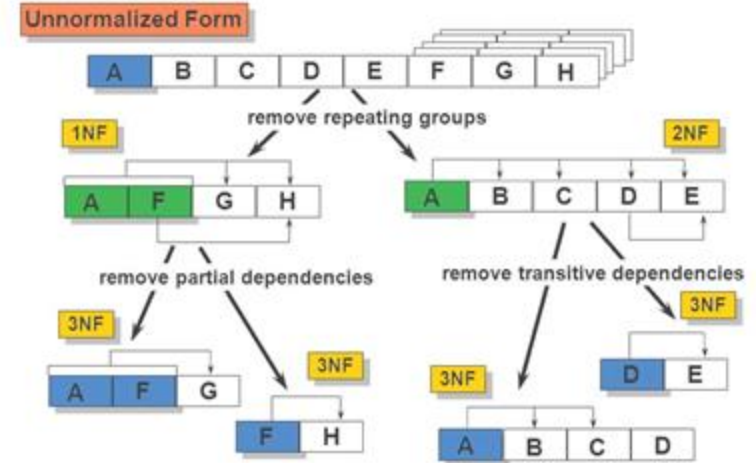 Unnormalized Form
A B C D E F G H
remove repeating groups
1NF
2NF
A F G H
A B C D E
remove partial dependencies
remove transitive dependencies
3NF
3NF
3NF
3NF
A F G
D E
F H
A B C D